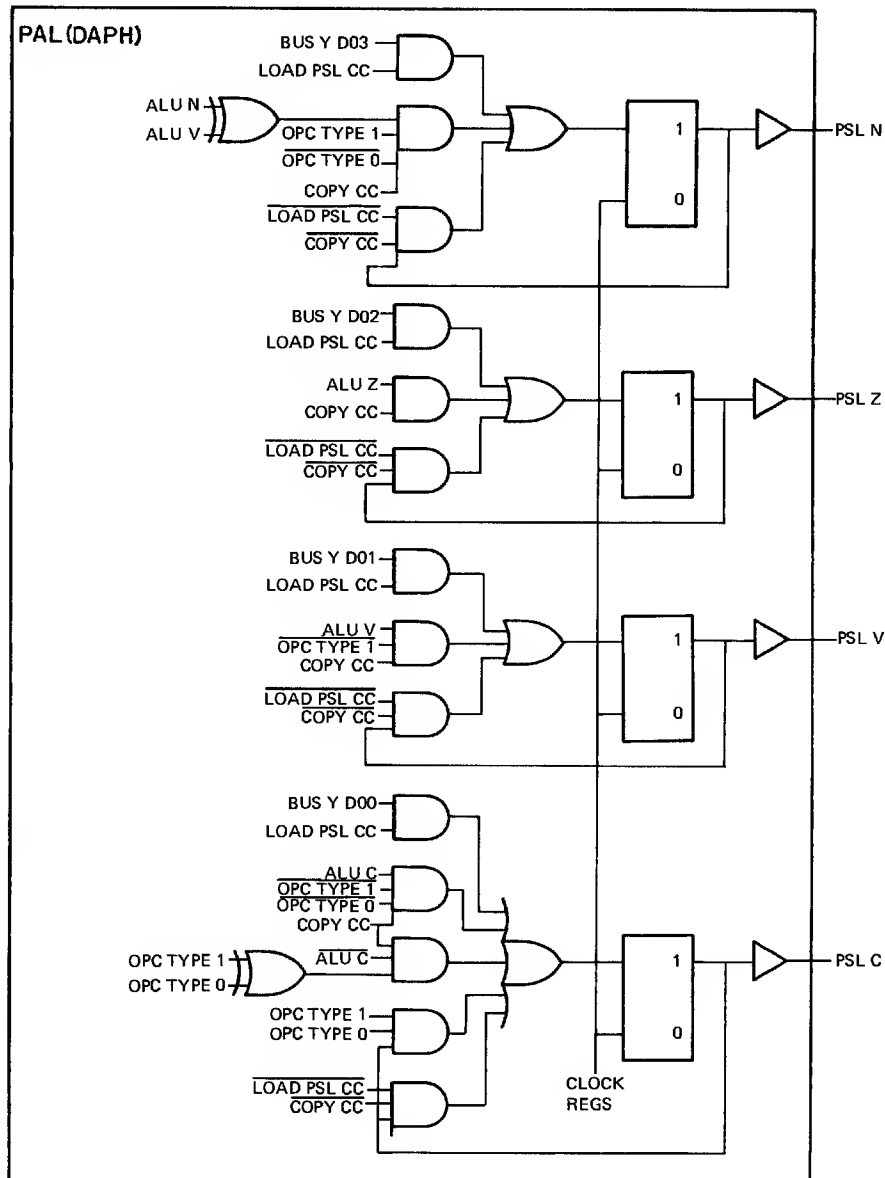 PAL (DAPH)
BUS Y D03
LOAD PSL CC
ALU N
ALU V
OPC TYPE 1
OPC TYPE 0
COPY CC
LOAD PSL CC
COPY CC
1
0
PSL N
BUS Y D02
LOAD PSL CC
ALU Z
COPY CC
LOAD PSL CC
COPY CC
1
0
PSL Z
BUS Y D01
LOAD PSL CC
ALU V
OPC TYPE 1
COPY CC
LOAD PSL CC
COPY CC
1
0
PSL V
BUS Y D00
LOAD PSL CC
ALU C
OPC TYPE 1
OPC TYPE 0
COPY CC
ALU C
OPC TYPE 1
OPC TYPE 0
OPC TYPE 1
OPC TYPE 0
LOAD PSL CC
COPY CC
1
0
PSL C
CLOCK
REGS